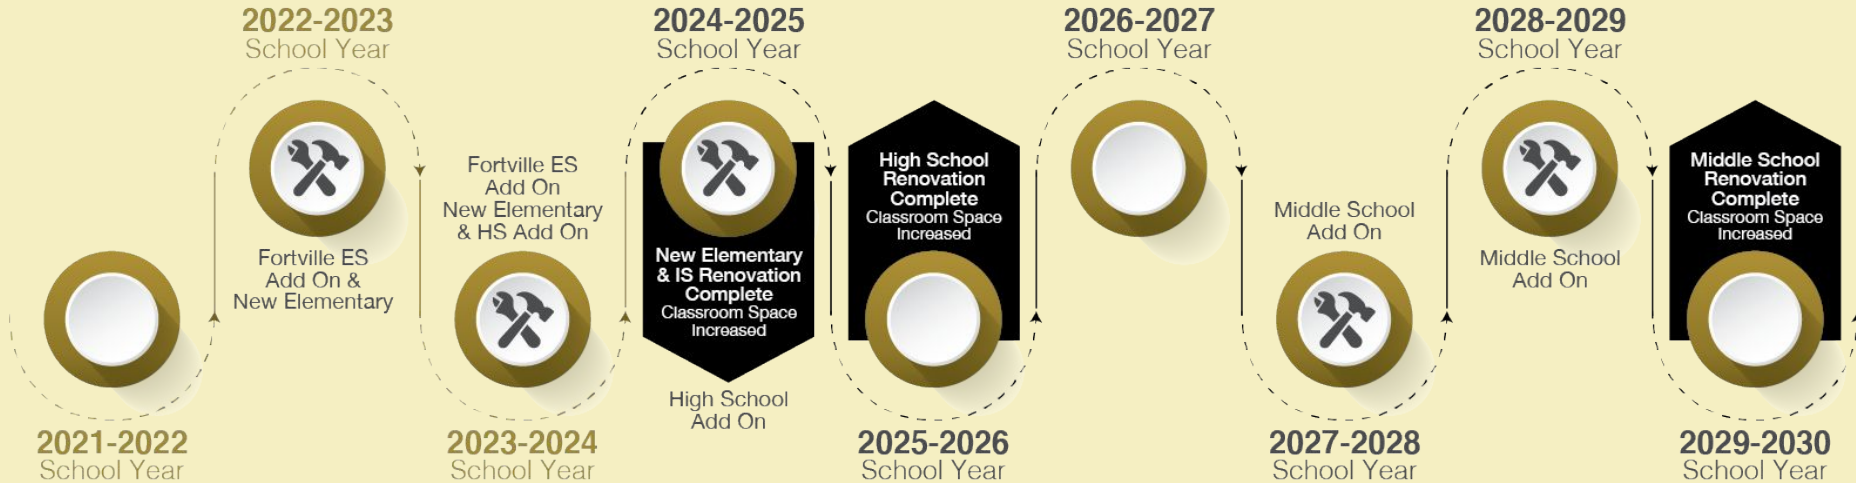 2021-2022
School Year
2022-2023
School Year
Fortville ES
Add On &
New Elementary
Fortville ES
Add On
New Elementary
& HS Add On
2023-2024
School Year
2024-2025
School Year
New Elementary
& IS Renovation
Complete
Classroom Space
Increased
High School
Add On
High School
Renovation
Complete
Classroom Space
Increased
2025-2026
School Year
2026-2027
School Year
Middle School
Add On
2027-2028
School Year
2028-2029
School Year
Middle School
Add On
Middle School
Renovation
Complete
Classroom Space
Increased
2029-2030
School Year